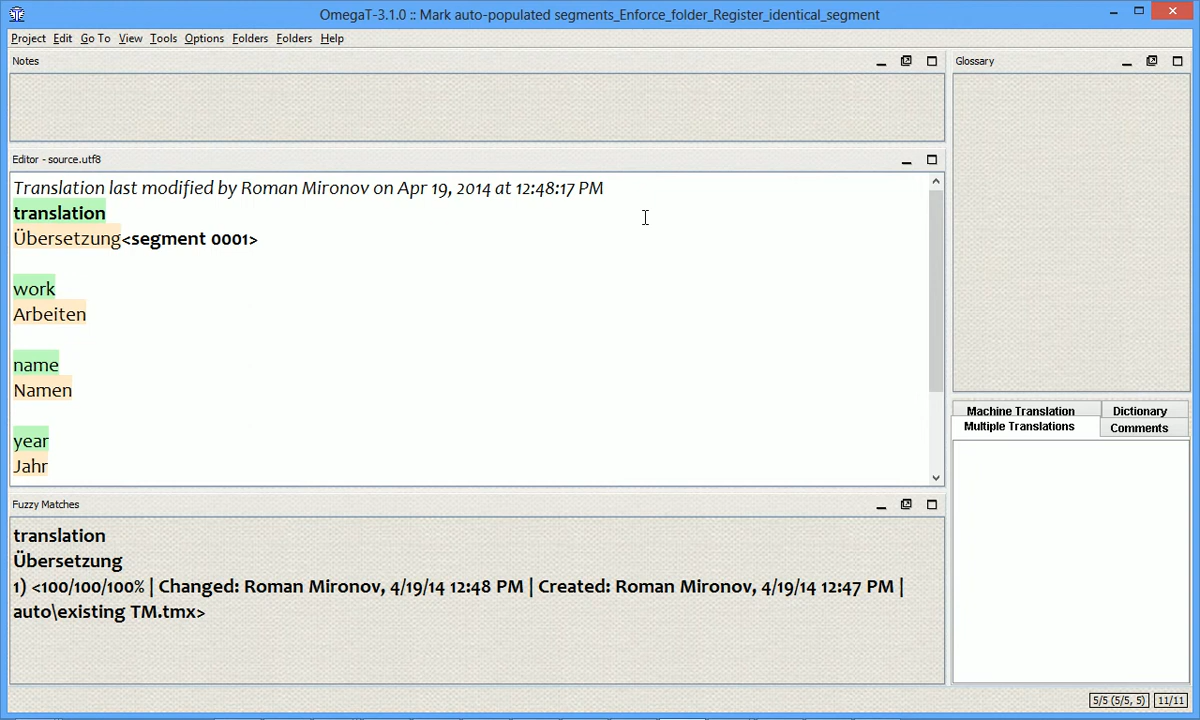 OmegaT-3.1.0 :: Mark auto-populated segments_Enforce_folder_Register_identical_segment
Project Edit Go To View Tools Options Folders Folders Help
Notes
Glossary
Editor - source.utf8
Translation last modified by Roman Mironov on Apr 19, 2014 at 12:48:17 PM
translation
Übersetzung<segment 0001>
work
Arbeiten
name
Namen
year
Jahr
Machine Translation
Dictionary
Multiple Translations
Comments
Fuzzy Matches
translation
Übersetzung
1) <100/100/100% | Changed: Roman Mironov, 4/19/14 12:48 PM | Created: Roman Mironov, 4/19/14 12:47 PM |
auto\existing TM.tmx>
5/5 (5/5, 5) 11/11